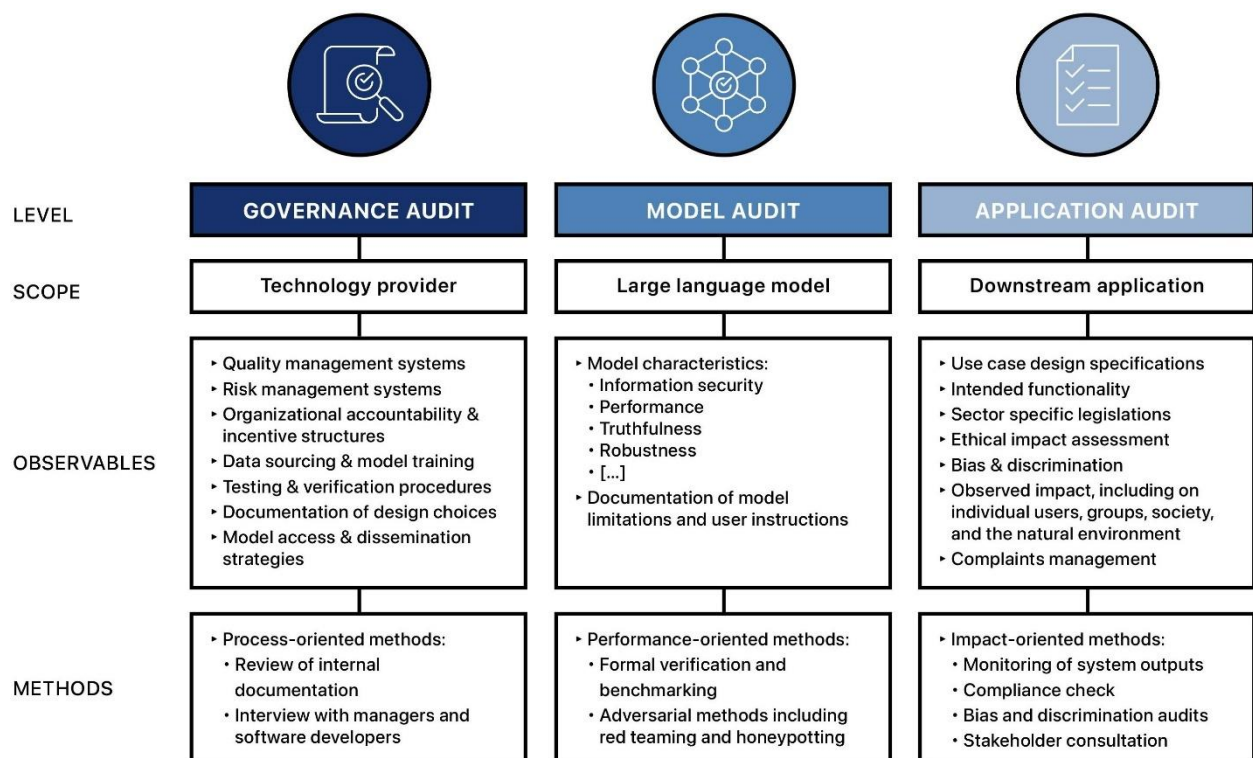 LEVEL
GOVERNANCE AUDIT
MODEL AUDIT
APPLICATION AUDIT
SCOPE
Technology provider
Large language model
Downstream application
OBSERVABLES
‣ Quality management systems
‣ Risk management systems
‣ Organizational accountability &
incentive structures
‣ Data sourcing & model training
‣ Testing & verification procedures
‣ Documentation of design choices
‣ Model access & dissemination
strategies
‣ Model characteristics:
• Information security
• Performance
• Truthfulness
• Robustness
• [...]
‣ Documentation of model
limitations and user instructions
‣ Use case design specifications
‣ Intended functionality
‣ Sector specific legislations
‣ Ethical impact assessment
‣ Bias & discrimination
‣ Observed impact, including on
individual users, groups, society,
and the natural environment
‣ Complaints management
METHODS
‣ Process-oriented methods:
• Review of internal
documentation
• Interview with managers and
software developers
‣ Performance-oriented methods:
• Formal verification and
benchmarking
• Adversarial methods including
red teaming and honeypotting
‣ Impact-oriented methods:
• Monitoring of system outputs
• Compliance check
• Bias and discrimination audits
• Stakeholder consultation